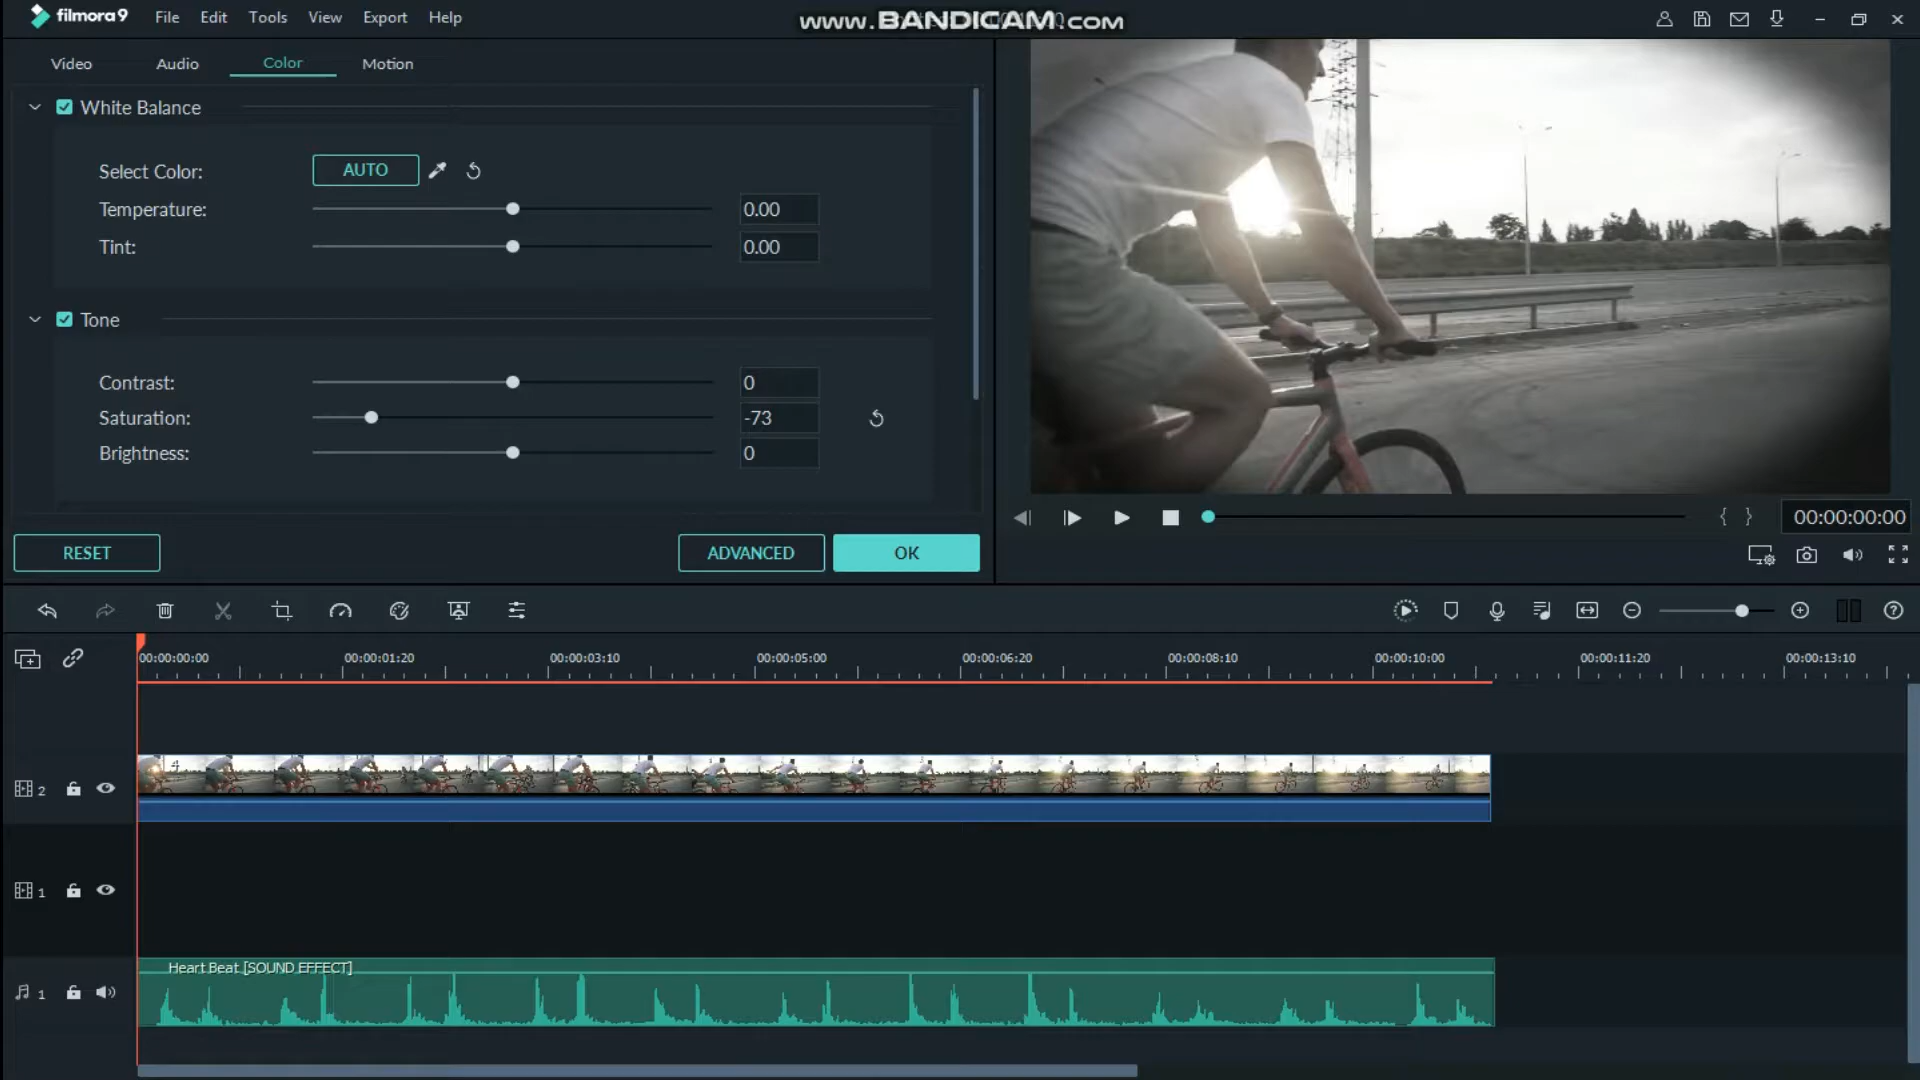 filmora9 File Edit Tools View Export Help
www.BANDICAM.com
Video Audio Color Motion
White Balance
Select Color: AUTO
Temperature: 0.00
Tint: 0.00
Tone
Contrast: 0
Saturation: -73
Brightness: 0
RESET ADVANCED OK
{ } 00:00:00:00
00:00:00:00 00:00:01:20 00:00:03:10 00:00:05:00 00:00:06:20 00:00:08:10 00:00:10:00 00:00:11:20 00:00:13:10
4
2
1
Heart Beat [SOUND EFFECT]
1